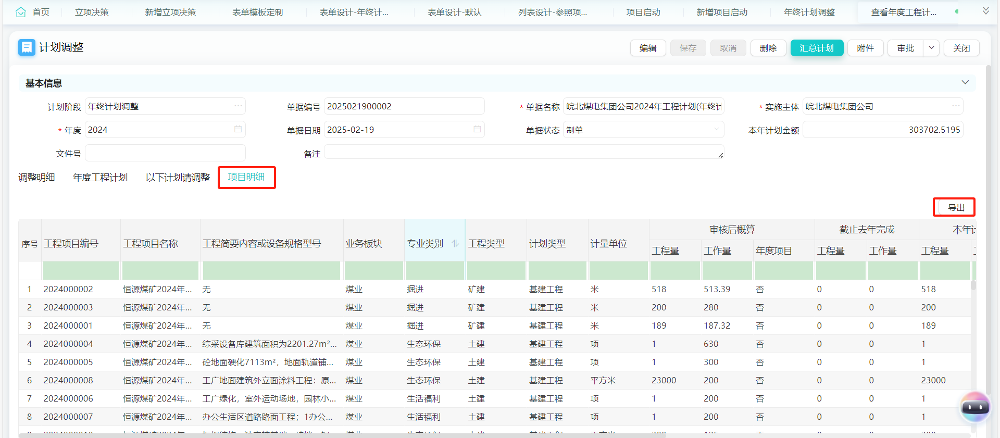 首页 立项决策 新增立项决策 表单模板定制 表单设计-年终计... 表单设计-默认 列表设计-参照项... 项目启动 新增项目启动 年终计划调整 查看年度工程计...
计划调整 编辑 保存 取消 删除 汇总计划 附件 审批 关闭
基本信息
计划阶段 年终计划调整 ··· 单据编号 2025021900002 * 单据名称 皖北煤电集团公司2024年工程计划(年终计 * 实施主体 皖北煤电集团公司 ···
* 年度 2024 单据日期 2025-02-19 单据状态 制单 本年计划金额 303702.5195
文件号 备注
调整明细 年度工程计划 以下计划请调整 项目明细
导出
序号 工程项目编号 工程项目名称 工程简要内容或设备规格型号 业务板块 专业类别 工程类型 计划类型 计量单位 审核后概算 截止去年完成 本年计
工程量 工作量 年度项目 工程量 工作量 工程量
1 2024000002 恒源煤矿2024年... 无 煤业 掘进 矿建 基建工程 米 518 513.39 否 0 0 518
2 2024000003 恒源煤矿2024年... 无 煤业 掘进 矿建 基建工程 米 200 280 否 0 0 200
3 2024000001 恒源煤矿2024年... 无 煤业 掘进 矿建 基建工程 米 189 187.32 否 0 0 189
4 2024000004 恒源煤矿2024年... 综采设备库建筑面积为2201.27m²... 煤业 生态环保 土建 基建工程 项 1 630 否 0 0 1
5 2024000005 恒源煤矿2024年... 砼地面硬化7113m²，地面轨道铺... 煤业 生态环保 土建 基建工程 项 1 300 否 0 0 1
6 2024000008 恒源煤矿2024年... 工广地面建筑外立面涂料工程：原... 煤业 生态环保 土建 基建工程 平方米 23000 200 否 0 0 23000
7 2024000006 恒源煤矿2024年... 工广绿化，室外运动场地，园林小... 煤业 生活福利 土建 基建工程 项 1 200 否 0 0 1
8 2024000007 恒源煤矿2024年... 办公生活区道路路面工程；1办公... 煤业 生活福利 土建 基建工程 项 1 200 否 0 0 1